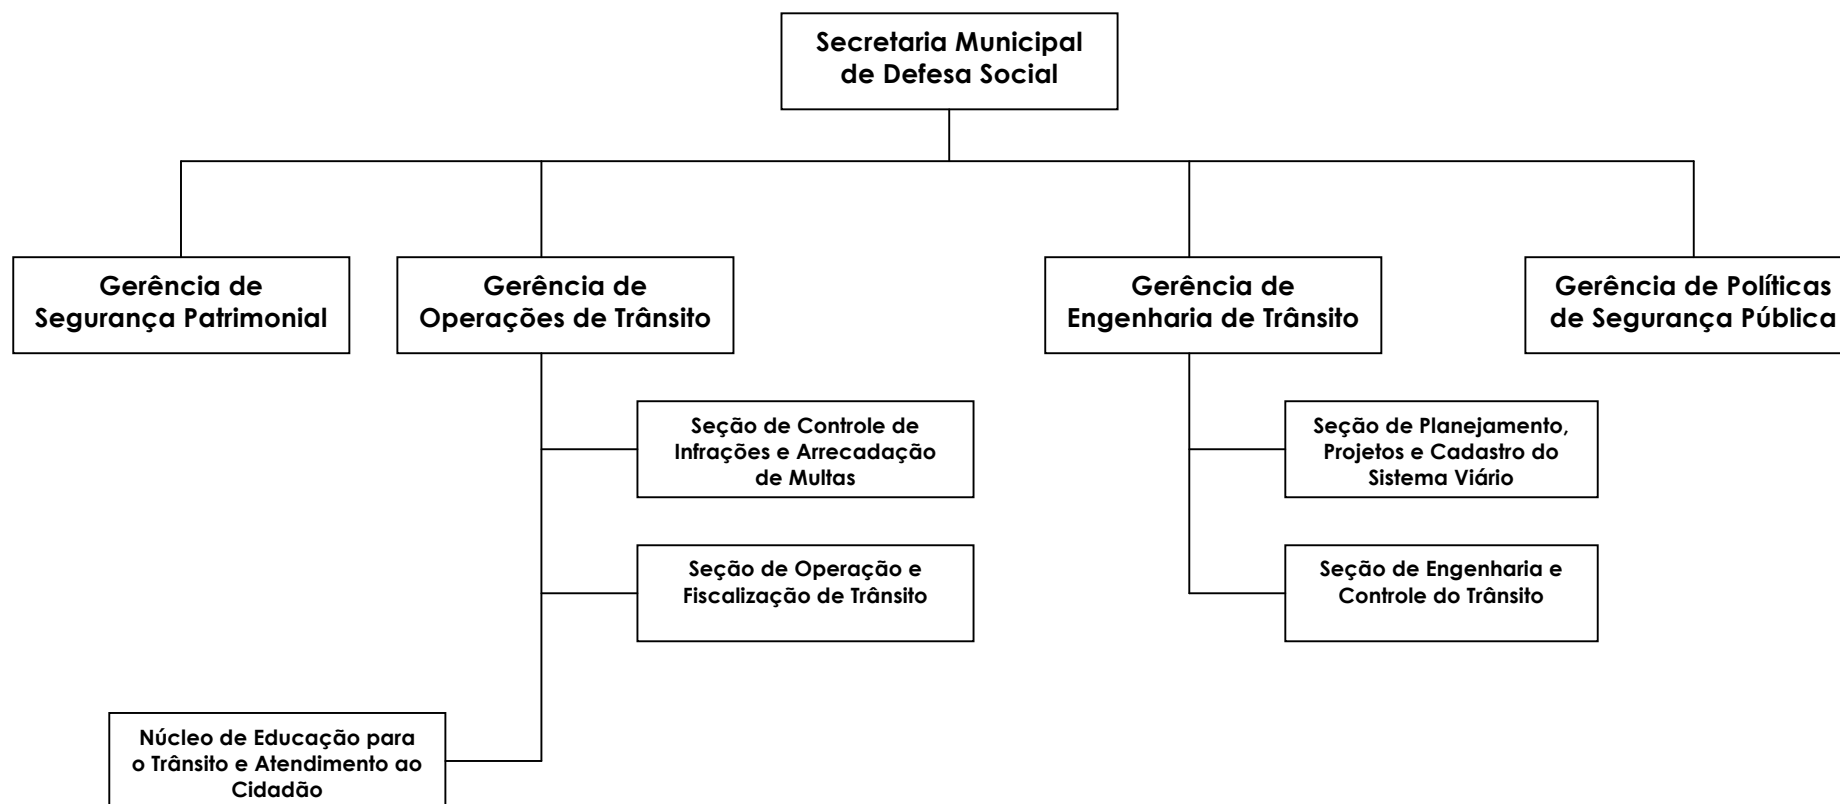 Secretaria Municipal
de Defesa Social
Gerência de
Segurança Patrimonial
Gerência de
Operações de Trânsito
Gerência de
Engenharia de Trânsito
Gerência de Políticas
de Segurança Pública
Seção de Controle de
Infrações e Arrecadação
de Multas
Seção de Planejamento,
Projetos e Cadastro do
Sistema Viário
Seção de Operação e
Fiscalização de Trânsito
Seção de Engenharia e
Controle do Trânsito
Núcleo de Educação para
o Trânsito e Atendimento ao
Cidadão